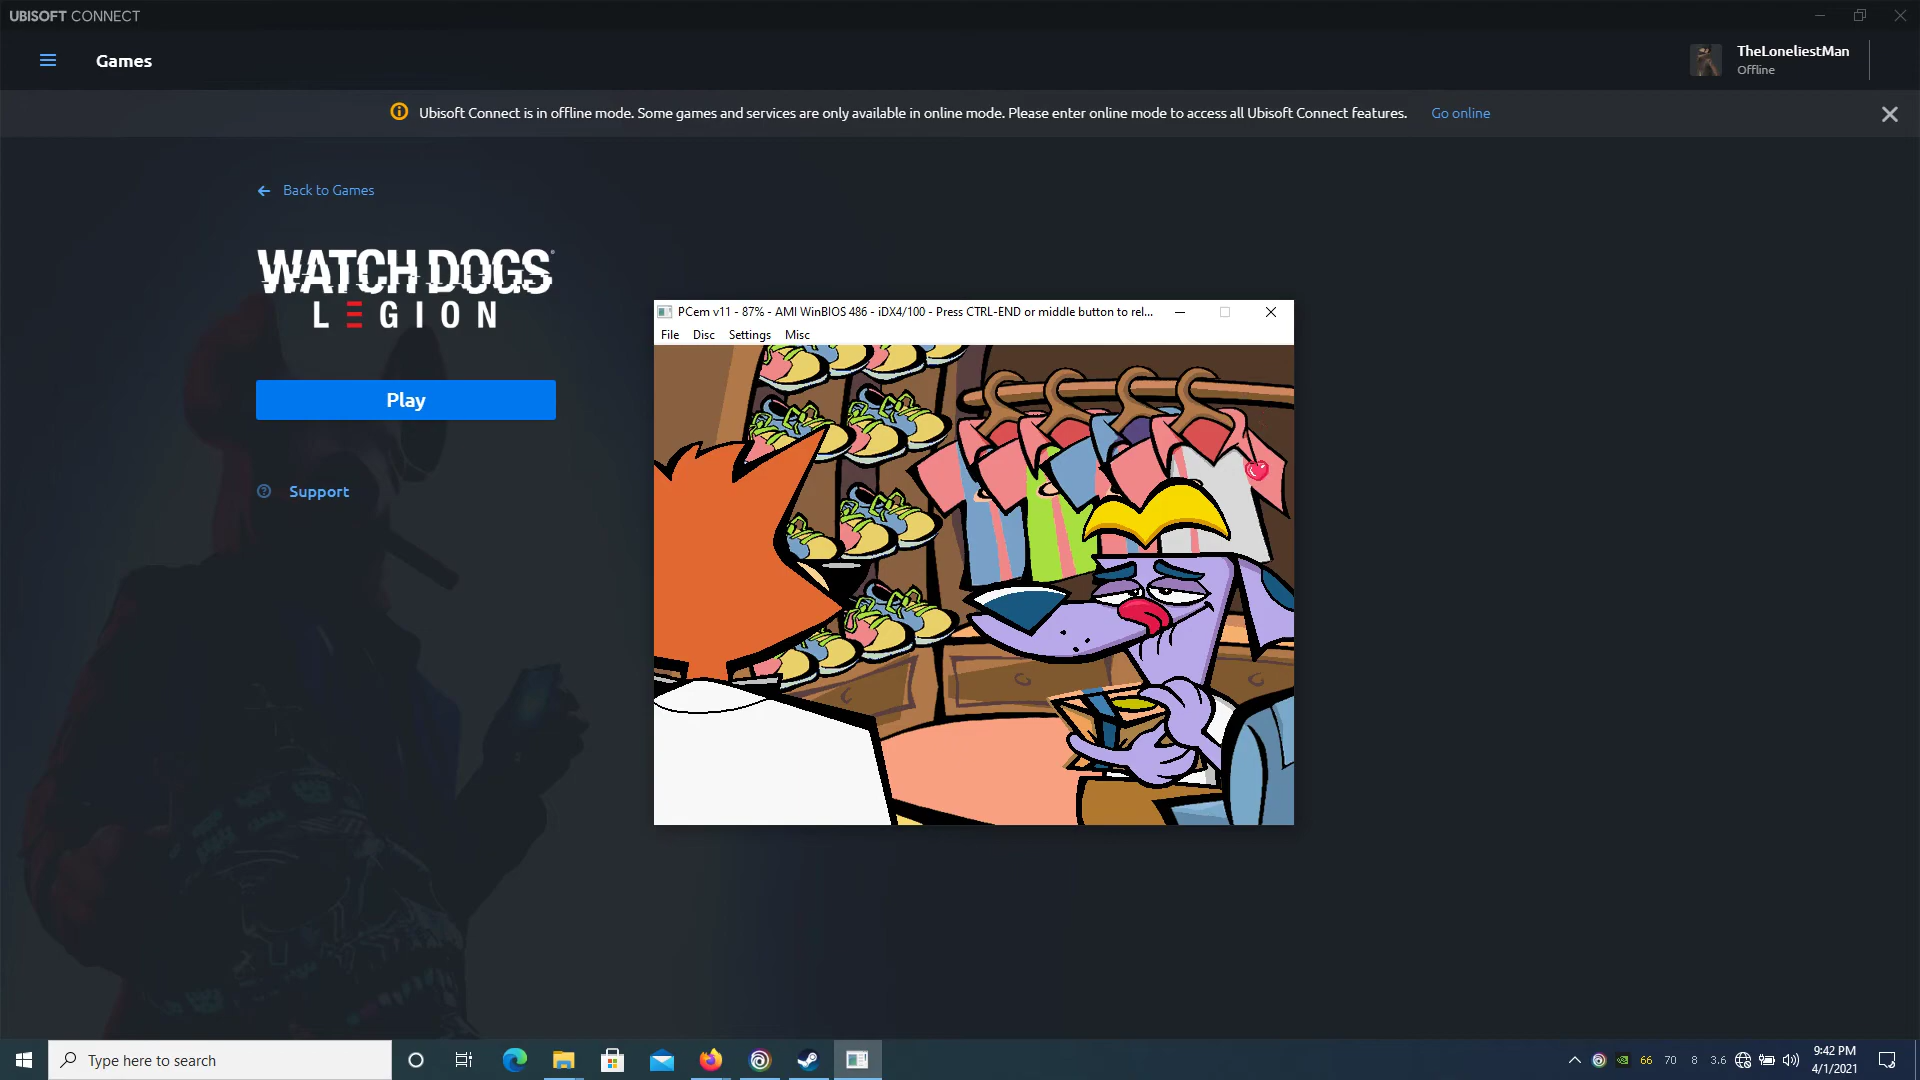 UBISOFT CONNECT
Games
TheLoneliestMan
Offline
Ubisoft Connect is in offline mode. Some games and services are only available in online mode. Please enter online mode to access all Ubisoft Connect features. Go online
Back to Games
WATCH DOGS
LEGION
Play
Support
PCem v11 - 87% - AMI WinBIOS 486 - iDX4/100 - Press CTRL-END or middle button to rel...
File Disc Settings Misc
Type here to search
66 70 8 3.6
9:42 PM
4/1/2021